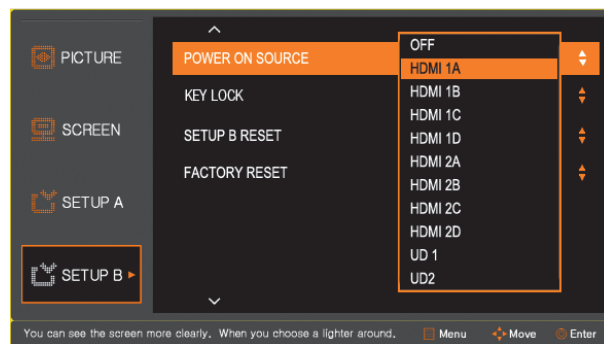 PICTURE
SCREEN
SETUP A
SETUP B
POWER ON SOURCE
KEY LOCK
SETUP B RESET
FACTORY RESET
OFF
HDMI 1A
HDMI 1B
HDMI 1C
HDMI 1D
HDMI 2A
HDMI 2B
HDMI 2C
HDMI 2D
UD 1
UD2
You can see the screen more clearly. When you choose a lighter around. Menu Move Enter